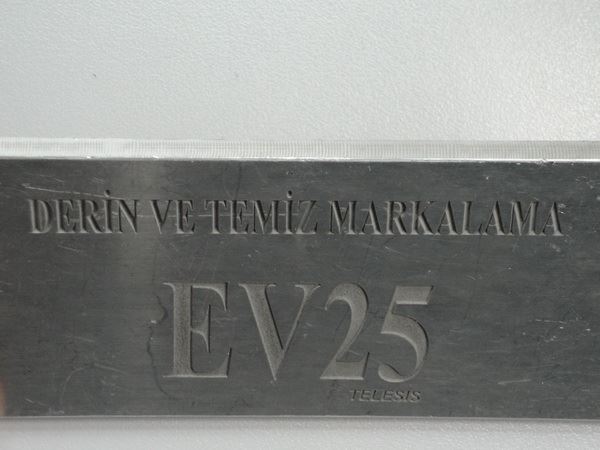 DERİN VE TEMİZ MARKALAMA
EV25
TELESIS